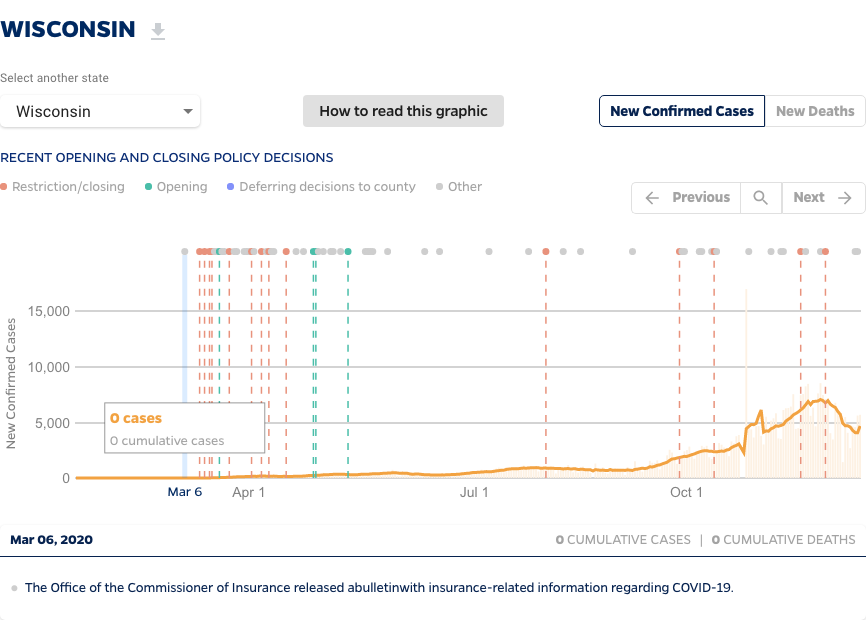 WISCONSIN
Select another state
Wisconsin
How to read this graphic
New Confirmed Cases
New Deaths
RECENT OPENING AND CLOSING POLICY DECISIONS
Restriction/closing
Opening
Deferring decisions to county
Other
Previous
Next
New Confirmed Cases
15,000
10,000
5,000
0
0 cases
0 cumulative cases
Mar 6
Apr 1
Jul 1
Oct 1
Mar 06, 2020
0 CUMULATIVE CASES | 0 CUMULATIVE DEATHS
The Office of the Commissioner of Insurance released abulletinwith insurance-related information regarding COVID-19.